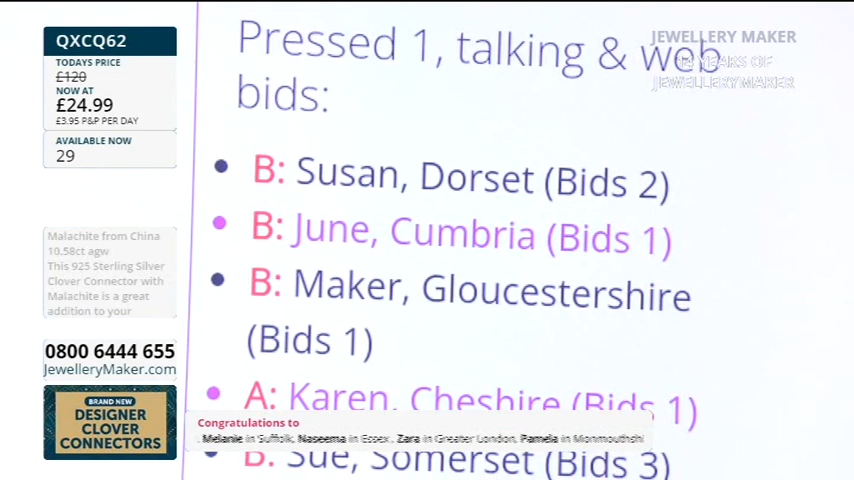 QXCQ62
TODAYS PRICE
£120
NOW AT
£24.99
£3.95 P&P PER DAY
AVAILABLE NOW
29
Malachite from China
10.58ct agw
This 925 Sterling Silver
Clover Connector with
Malachite is a great
addition to your
0800 6444 655
JewelleryMaker.com
BRAND NEW
DESIGNER
CLOVER
CONNECTORS
Pressed 1, talking & web
bids:
• B: Susan, Dorset (Bids 2)
• B: June, Cumbria (Bids 1)
• B: Maker, Gloucestershire
(Bids 1)
• A: Karen, Cheshire (Bids 1)
• B: Sue, Somerset (Bids 3)
JEWELLERY MAKER
YEARS OF
JEWELLERYMAKER
Congratulations to
. Melanie in Suffolk, Naseema in Essex, Zara in Greater London, Pamela in Monmouthshi